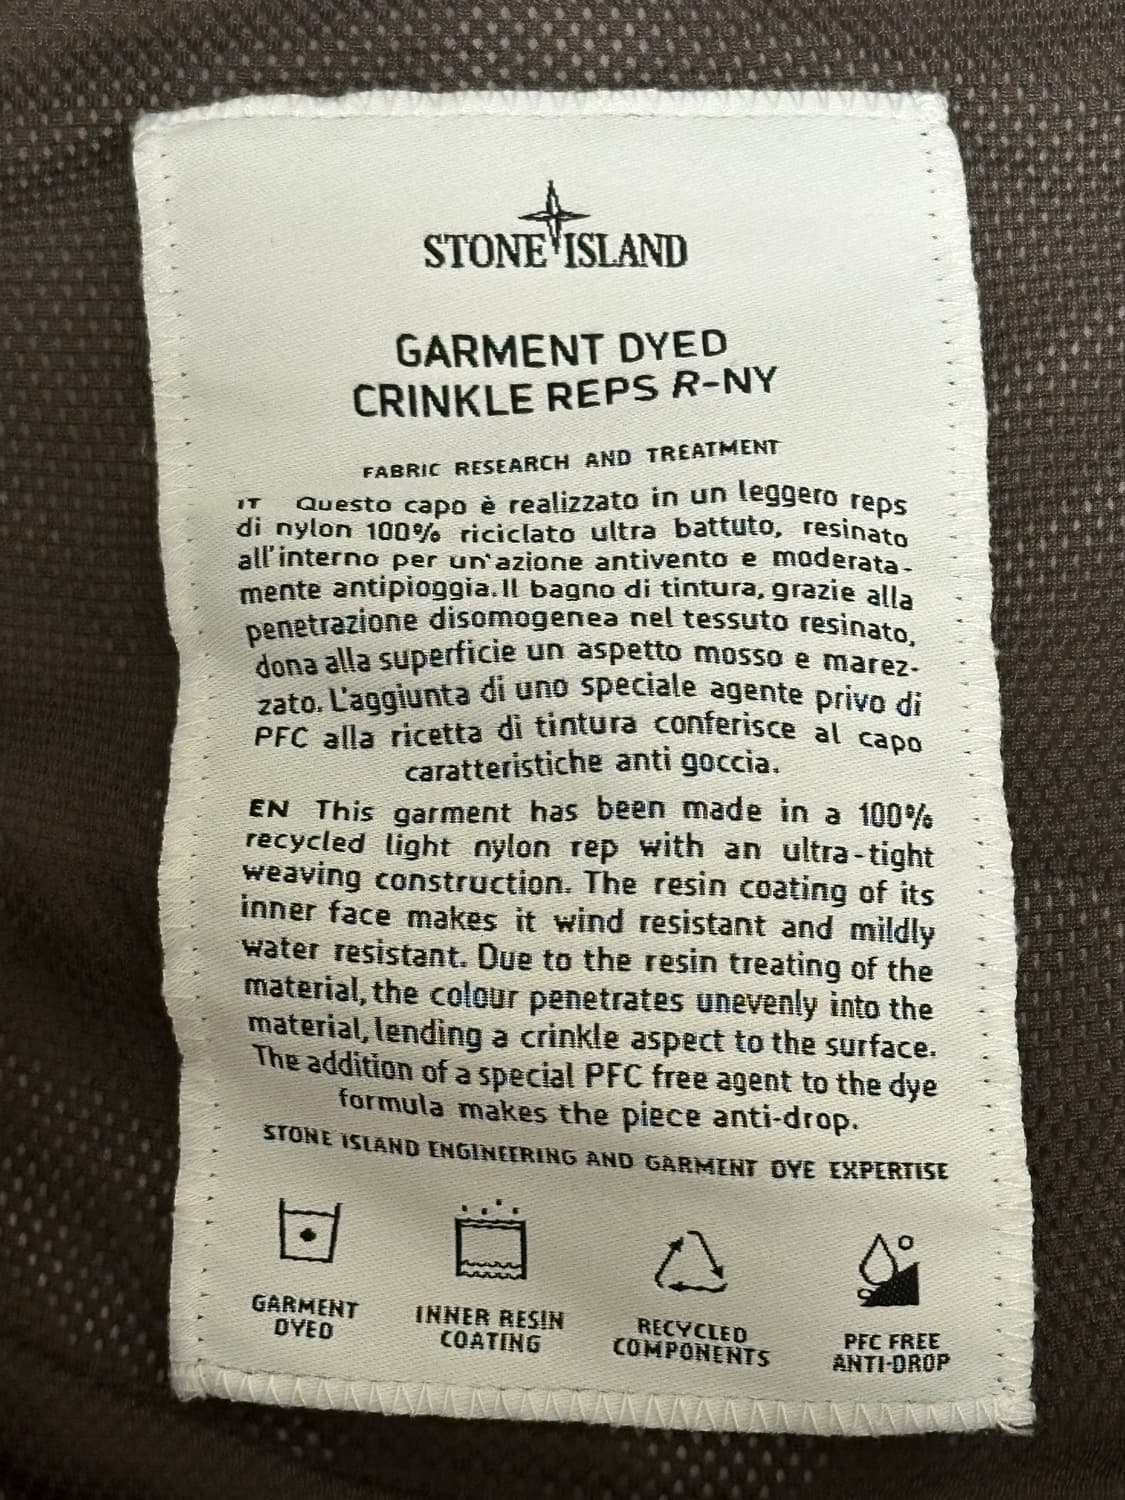 STONE ISLAND
GARMENT DYED
CRINKLE REPS R-NY
FABRIC RESEARCH AND TREATMENT
IT Questo capo è realizzato in un leggero reps
di nylon 100% riciclato ultra battuto, resinato
all'interno per un'azione antivento e moderata-
mente antipioggia. Il bagno di tintura, grazie alla
penetrazione disomogenea nel tessuto resinato,
dona alla superficie un aspetto mosso e marez-
zato. L'aggiunta di uno speciale agente privo di
PFC alla ricetta di tintura conferisce al capo
caratteristiche anti goccia.
EN This garment has been made in a 100%
recycled light nylon rep with an ultra-tight
weaving construction. The resin coating of its
inner face makes it wind resistant and mildly
water resistant. Due to the resin treating of the
material, the colour penetrates unevenly into the
material, lending a crinkle aspect to the surface.
The addition of a special PFC free agent to the dye
formula makes the piece anti-drop.
STONE ISLAND ENGINEERING AND GARMENT DYE EXPERTISE
GARMENT
DYED
INNER RESIN
COATING
RECYCLED
COMPONENTS
PFC FREE
ANTI-DROP